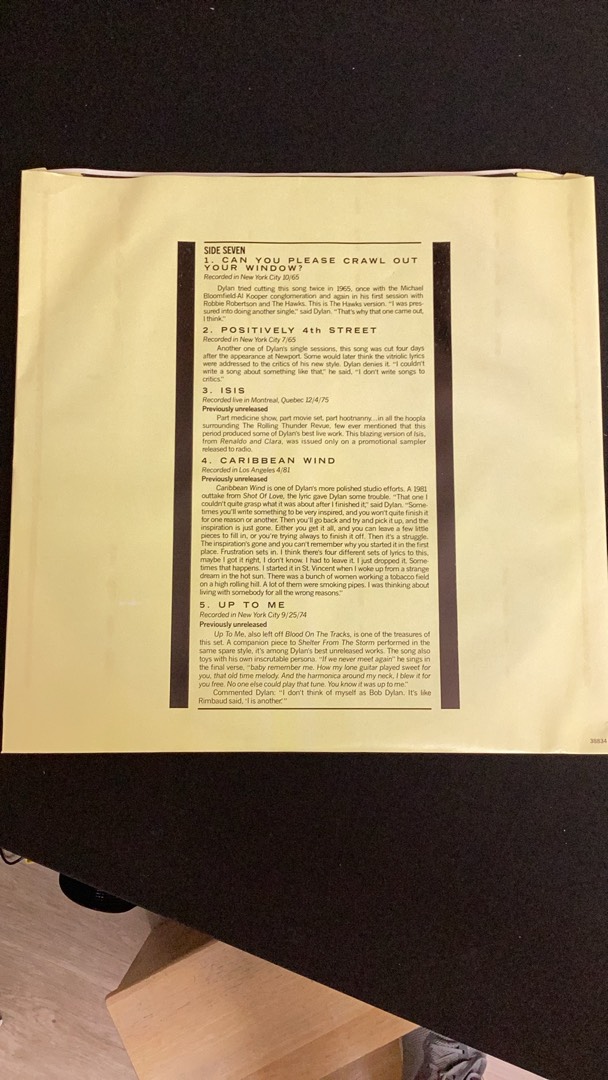 SIDE SEVEN
1. CAN YOU PLEASE CRAWL OUT
YOUR WINDOW?
Recorded in New York City 10/65
Dylan tried cutting this song twice in 1965, once with the Michael
Bloomfield-Al Kooper conglomeration and again in his first session with
Robbie Robertson and The Hawks. This is The Hawks version. "I was pres-
sured into doing another single," said Dylan. "That's why that one came out,
I think."
2. POSITIVELY 4th STREET
Recorded in New York City 7/65
Another one of Dylan's single sessions, this song was cut four days
after the appearance at Newport. Some would later think the vitriolic lyrics
were addressed to the critics of his new style. Dylan denies it. "I couldn't
write a song about something like that," he said, "I don't write songs to
critics."
3. ISIS
Recorded live in Montreal, Quebec 12/4/75
Previously unreleased
Part medicine show, part movie set, part hootnanny...in all the hoopla
surrounding The Rolling Thunder Revue, few ever mentioned that this
period produced some of Dylan's best live work. This blazing version of Isis,
from Renaldo and Clara, was issued only on a promotional sampler
released to radio.
4. CARIBBEAN WIND
Recorded in Los Angeles 4/81
Previously unreleased
Caribbean Wind is one of Dylan's more polished studio efforts. A 1981
outtake from Shot Of Love, the lyric gave Dylan some trouble. "That one I
couldn't quite grasp what it was about after I finished it," said Dylan. "Some-
times you'll write something to be very inspired, and you won't quite finish it
for one reason or another. Then you'll go back and try and pick it up, and the
inspiration is just gone. Either you get it all, and you can leave a few little
pieces to fill in, or you're trying always to finish it off. Then it's a struggle.
The inspiration's gone and you can't remember why you started it in the first
place. Frustration sets in. I think there's four different sets of lyrics to this,
maybe I got it right, I don't know. I had to leave it. I just dropped it. Some-
times that happens. I started it in St. Vincent when I woke up from a strange
dream in the hot sun. There was a bunch of women working a tobacco field
on a high rolling hill. A lot of them were smoking pipes. I was thinking about
living with somebody for all the wrong reasons."
5. UP TO ME
Recorded in New York City 9/25/74
Previously unreleased
Up To Me, also left off Blood On The Tracks, is one of the treasures of
this set. A companion piece to Shelter From The Storm performed in the
same spare style, it's among Dylan's best unreleased works. The song also
toys with his own inscrutable persona. "If we never meet again" he sings in
the final verse, "baby remember me. How my lone guitar played sweet for
you, that old time melody. And the harmonica around my neck, I blew it for
you free. No one else could play that tune. You know it was up to me."
Commented Dylan: "I don't think of myself as Bob Dylan. It's like
Rimbaud said, 'I is another.'"
38834